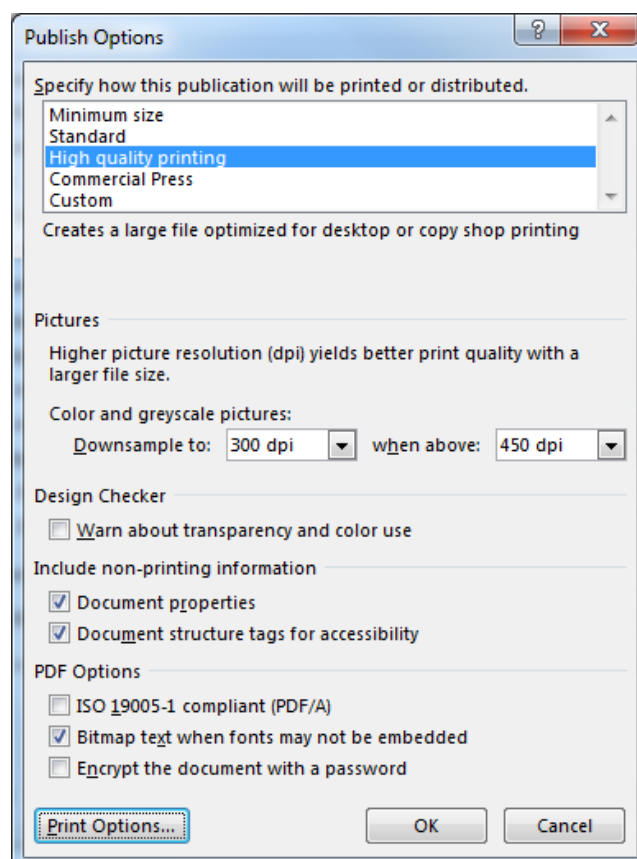 Publish Options
Specify how this publication will be printed or distributed.
Minimum size
Standard
High quality printing
Commercial Press
Custom
Creates a large file optimized for desktop or copy shop printing
Pictures
Higher picture resolution (dpi) yields better print quality with a
larger file size.
Color and greyscale pictures:
Downsample to: 300 dpi when above: 450 dpi
Design Checker
Warn about transparency and color use
Include non-printing information
Document properties
Document structure tags for accessibility
PDF Options
ISO 19005-1 compliant (PDF/A)
Bitmap text when fonts may not be embedded
Encrypt the document with a password
Print Options... OK Cancel